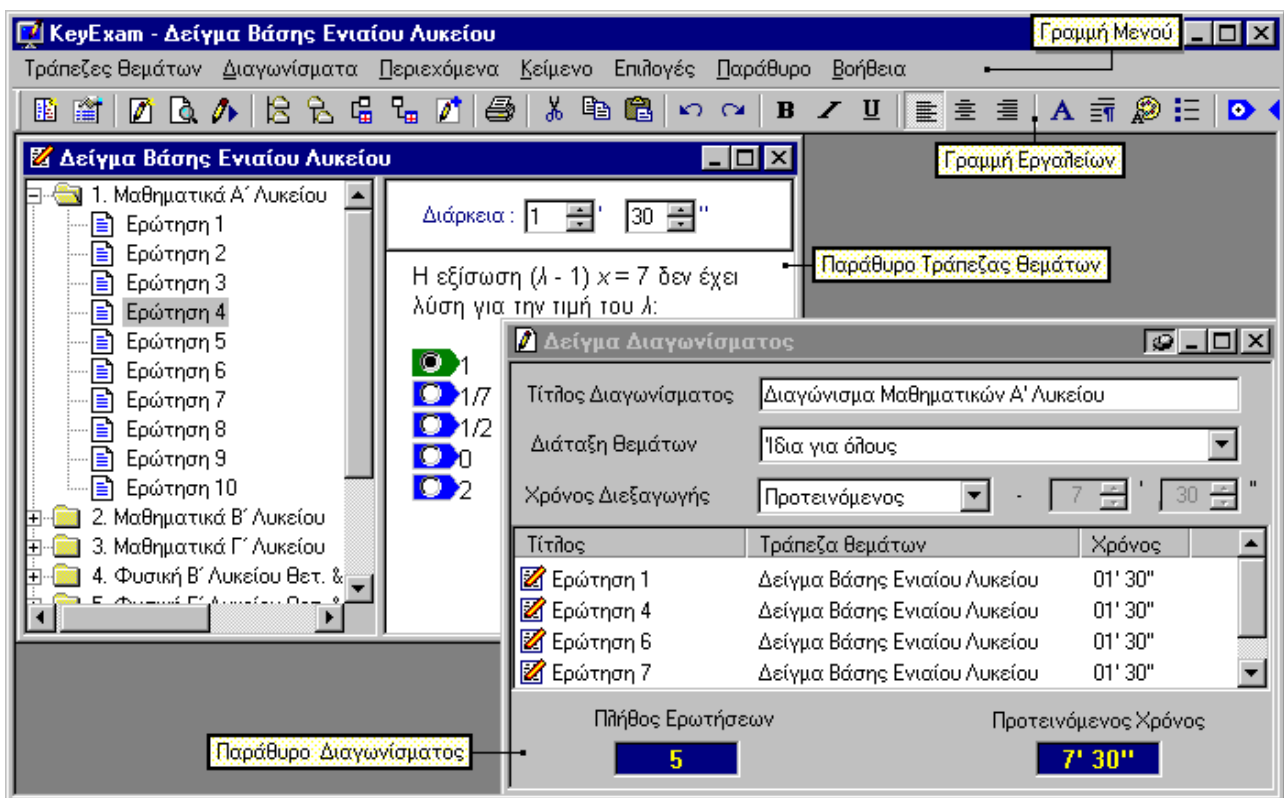 KeyExam - Δείγμα Βάσης Ενιαίου Λυκείου
Γραμμή Μενού
Τράπεζες Θεμάτων Διαγωνίσματα Περιεχόμενα Κείμενο Επιλογές Παράθυρο Βοήθεια
B I U A
Γραμμή Εργαλείων
Δείγμα Βάσης Ενιαίου Λυκείου
1. Μαθηματικά Α΄ Λυκείου
Ερώτηση 1
Ερώτηση 2
Ερώτηση 3
Ερώτηση 4
Ερώτηση 5
Ερώτηση 6
Ερώτηση 7
Ερώτηση 8
Ερώτηση 9
Ερώτηση 10
2. Μαθηματικά Β΄ Λυκείου
3. Μαθηματικά Γ΄ Λυκείου
4. Φυσική Β΄ Λυκείου Θετ. &
Διάρκεια : 1 ' 30 ''
Παράθυρο Τράπεζας Θεμάτων
Η εξίσωση (λ - 1) x = 7 δεν έχει
λύση για την τιμή του λ:
1
1/7
1/2
0
2
Δείγμα Διαγωνίσματος
Τίτλος Διαγωνίσματος Διαγώνισμα Μαθηματικών Α' Λυκείου
Διάταξη Θεμάτων Ίδια για όλους
Χρόνος Διεξαγωγής Προτεινόμενος - 7 ' 30 "
Τίτλος Τράπεζα Θεμάτων Χρόνος
Ερώτηση 1 Δείγμα Βάσης Ενιαίου Λυκείου 01' 30"
Ερώτηση 4 Δείγμα Βάσης Ενιαίου Λυκείου 01' 30"
Ερώτηση 6 Δείγμα Βάσης Ενιαίου Λυκείου 01' 30"
Ερώτηση 7 Δείγμα Βάσης Ενιαίου Λυκείου 01' 30"
Πλήθος Ερωτήσεων Προτεινόμενος Χρόνος
5 7' 30''
Παράθυρο Διαγωνίσματος